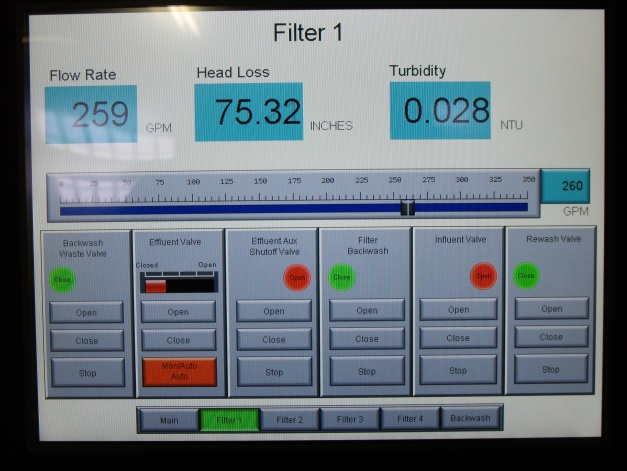 Filter 1
Flow Rate
Head Loss
Turbidity
259 GPM
75.32 INCHES
0.028 NTU
25 50 75 100 125 150 175 200 225 250 275 300 325 350
260
GPM
Backwash
Waste Valve
Close
Open
Close
Stop
Effluent Valve
Closed Open
Open
Close
Man/Auto
Auto
Effluent Aux
Shutoff Valve
Open
Open
Close
Stop
Filter
Backwash
Close
Open
Close
Stop
Influent Valve
Open
Open
Close
Stop
Rewash Valve
Close
Open
Close
Stop
Main
Filter 1
Filter 2
Filter 3
Filter 4
Backwash